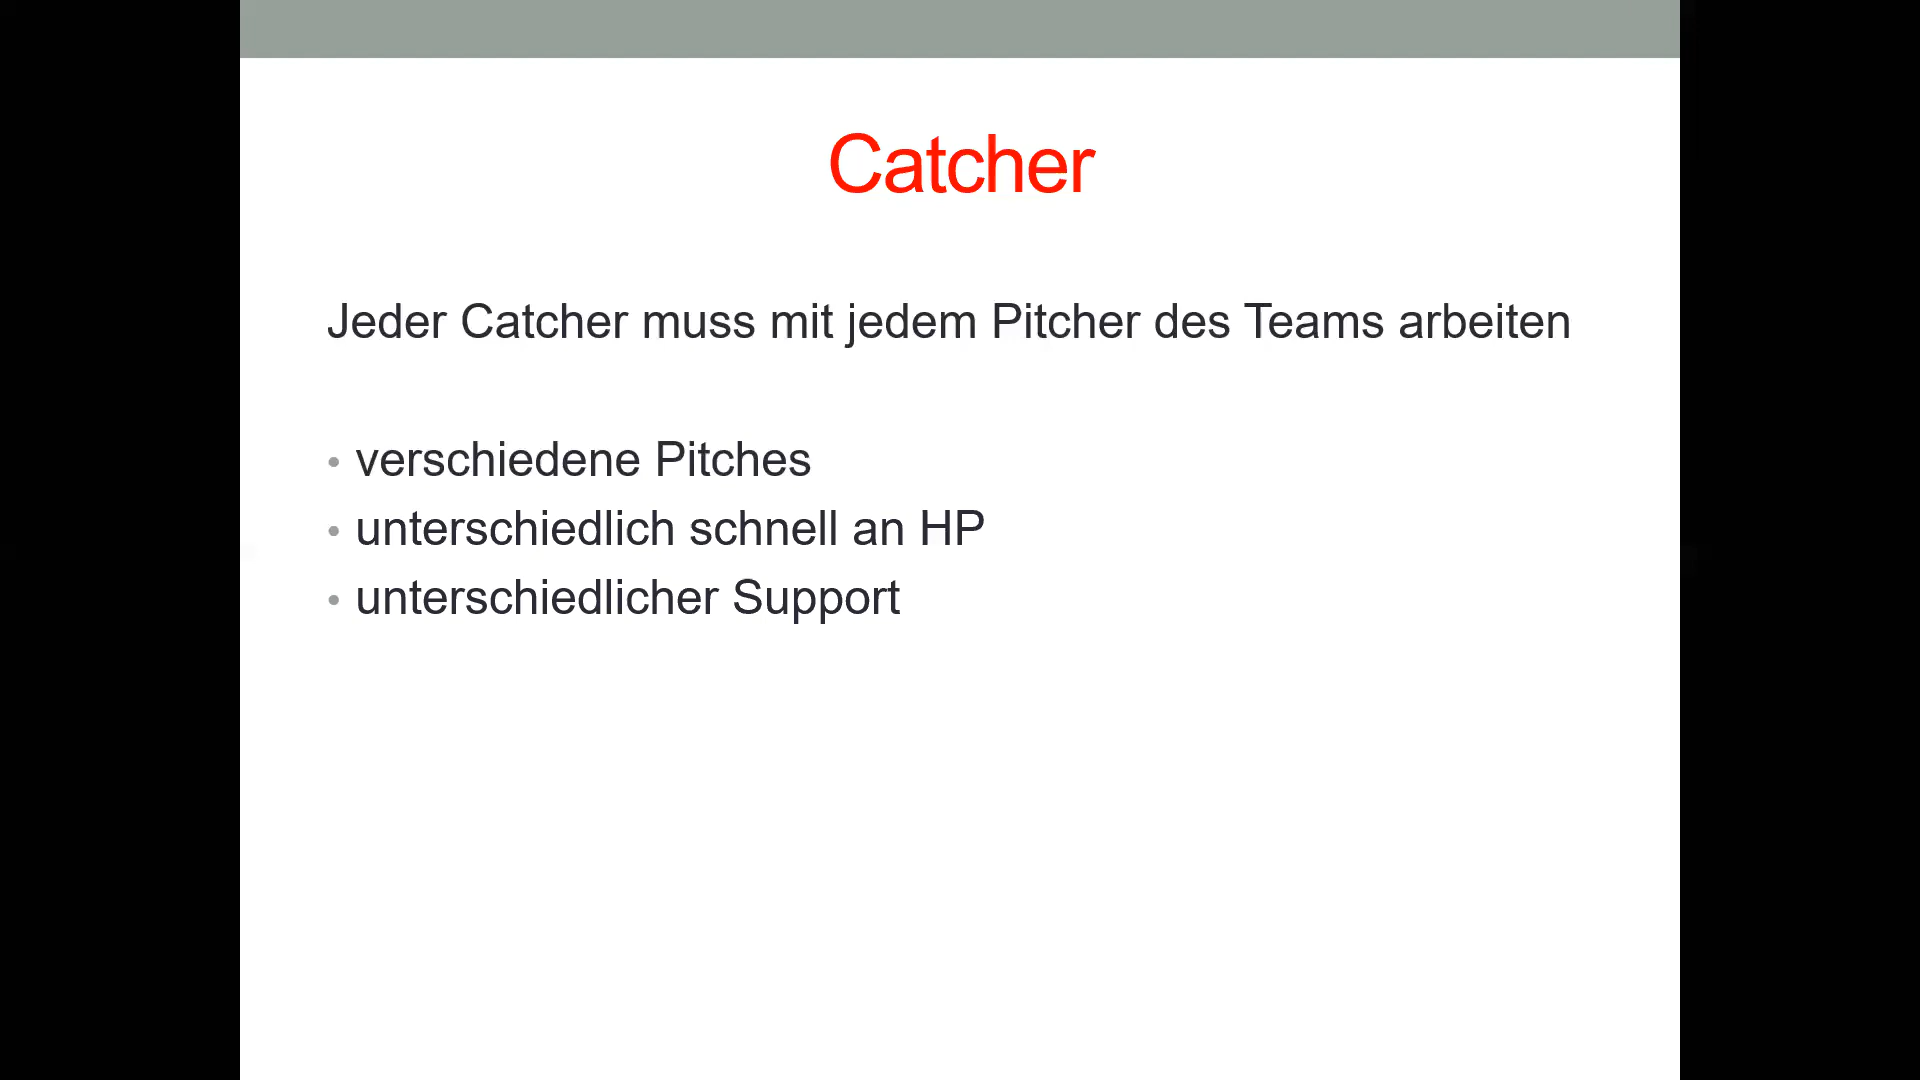 Catcher
Jeder Catcher muss mit jedem Pitcher des Teams arbeiten
• verschiedene Pitches
• unterschiedlich schnell an HP
• unterschiedlicher Support